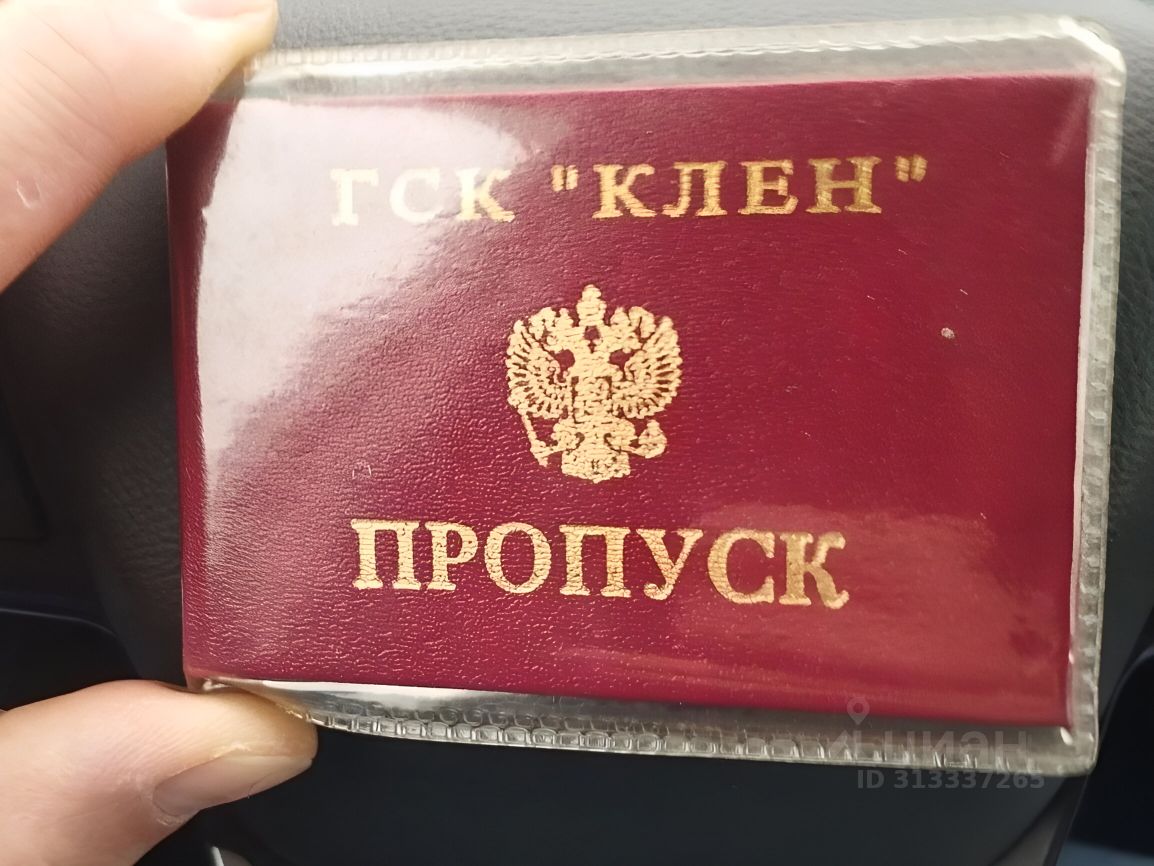 ГСК "КЛЕН"
ПРОПУСК
ЦИАН
ID 313337265